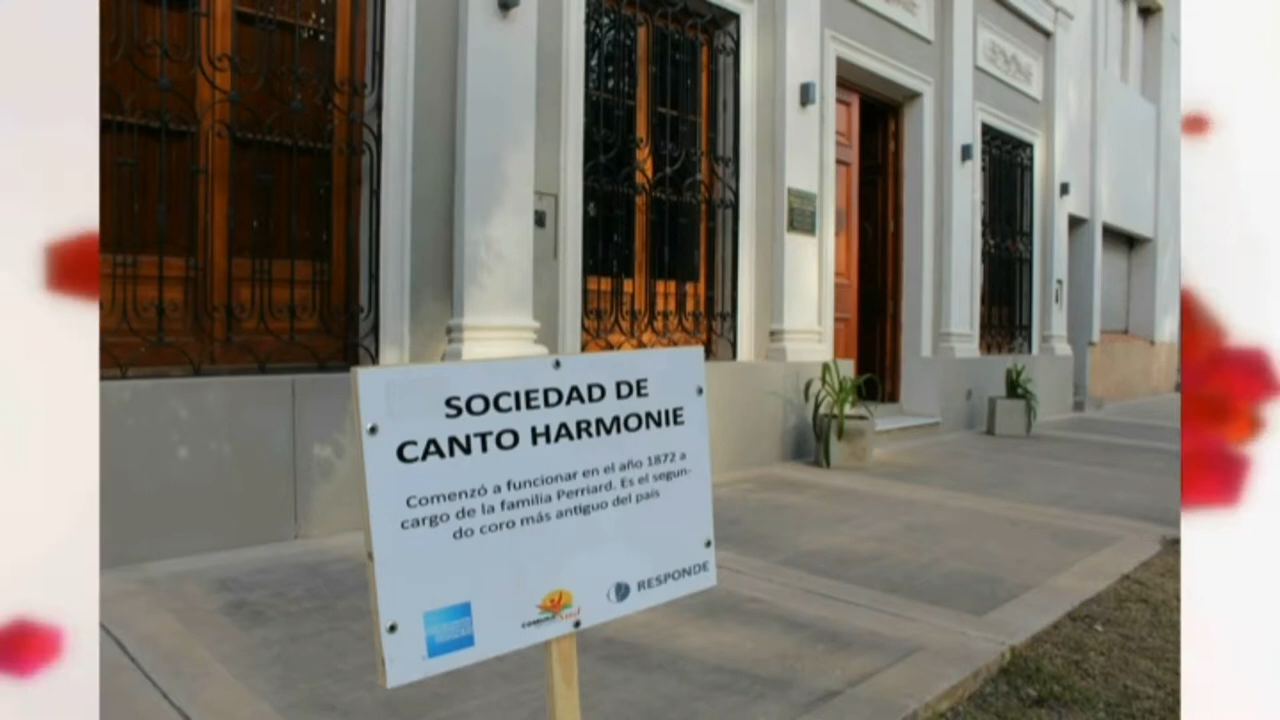 SOCIEDAD DE
CANTO HARMONIE
Comenzó a funcionar en el año 1872 a
cargo de la familia Perriard. Es el segun-
do coro más antiguo del país
RESPONDE